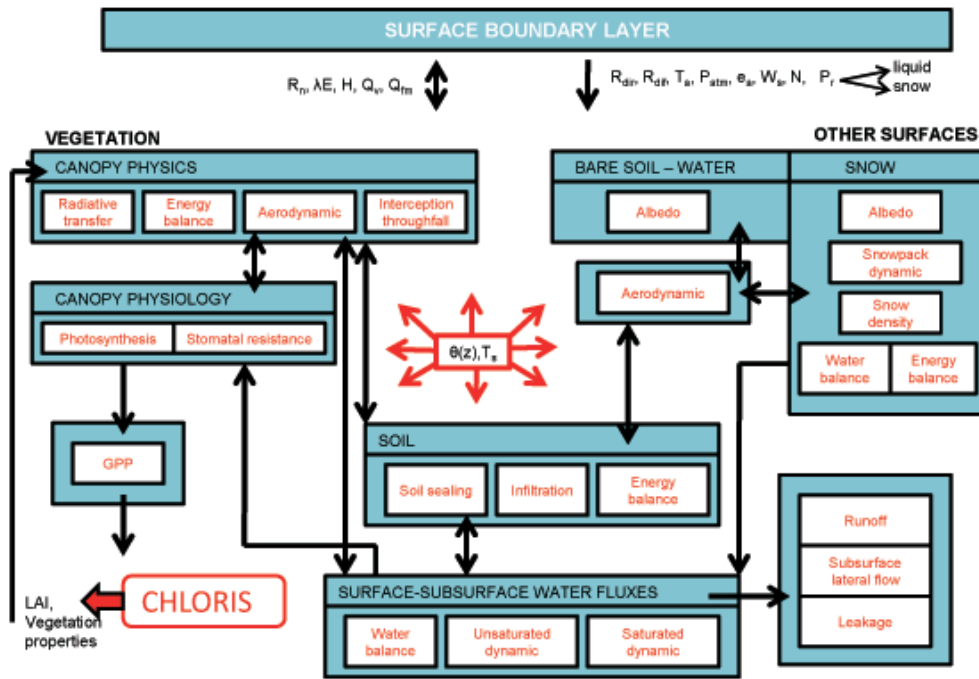 SURFACE BOUNDARY LAYER
Rn, λE, H, Qv, Qfm
Rdir, Rdif, Ta, Patm, ea, Ws, N, Pr
liquid
snow
VEGETATION
OTHER SURFACES
CANOPY PHYSICS
Radiative
transfer
Energy
balance
Aerodynamic
Interception
throughfall
BARE SOIL – WATER
Albedo
SNOW
Albedo
Snowpack
dynamic
Snow
density
Water
balance
Energy
balance
Aerodynamic
CANOPY PHYSIOLOGY
Photosynthesis
Stomatal resistance
θ(z), Ts
GPP
SOIL
Soil sealing
Infiltration
Energy
balance
Runoff
Subsurface
lateral flow
Leakage
CHLORIS
LAI,
Vegetation
properties
SURFACE-SUBSURFACE WATER FLUXES
Water
balance
Unsaturated
dynamic
Saturated
dynamic